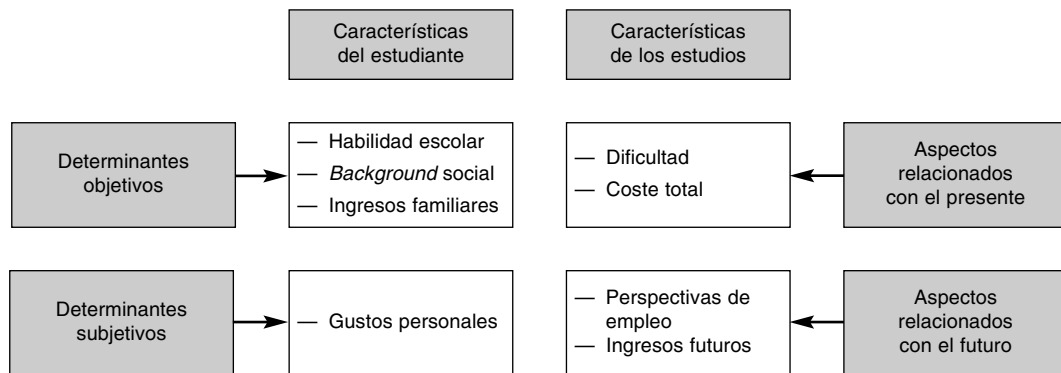 Características
del estudiante
Características
de los estudios
Determinantes
objetivos
— Habilidad escolar
— Background social
— Ingresos familiares
— Dificultad
— Coste total
Aspectos
relacionados
con el presente
Determinantes
subjetivos
— Gustos personales
— Perspectivas de
empleo
— Ingresos futuros
Aspectos
relacionados
con el futuro